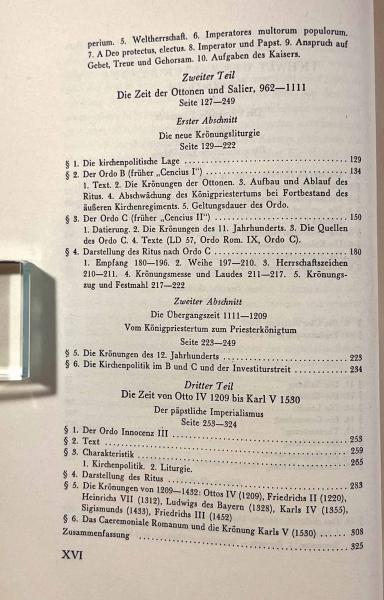 perium. 5. Weltherrschaft. 6. Imperatores multorum populorum.
7. A Deo protectus, electus. 8. Imperator und Papst. 9. Anspruch auf
Gebet, Treue und Gehorsam. 10. Aufgaben des Kaisers.
Zweiter Teil
Die Zeit der Ottonen und Salier, 962—1111
Seite 127—249
Erster Abschnitt
Die neue Krönungsliturgie
Seite 129—222
§ 1. Die kirchenpolitische Lage ........ 129
§ 2. Der Ordo B (früher „Cencius I") ........ 134
1. Text. 2. Die Krönungen der Ottonen. 3. Aufbau und Ablauf des
Ritus. 4. Abschwächung des Königpriestertums bei Fortbestand des
äußeren Kirchenregiments. 5. Geltungsdauer des Ordo.
§ 3. Der Ordo C (früher „Cencius II") ........ 150
1. Datierung. 2. Die Krönungen des 11. Jahrhunderts. 3. Die Quellen
des Ordo C. 4. Texte (LD 57, Ordo Rom. IX, Ordo C).
§ 4. Darstellung des Ritus nach Ordo C ........ 180
1. Empfang 180—196. 2. Weihe 197—210. 3. Herrschaftszeichen
210—211. 4. Krönungsmesse und Laudes 211—217. 5. Krönungs-
zug und Festmahl 217—222
Zweiter Abschnitt
Die Übergangszeit 1111—1209
Vom Königpriestertum zum Priesterkönigtum
Seite 223—249
§ 5. Die Krönungen des 12. Jahrhunderts ........ 223
§ 6. Die Kirchenpolitik im B und C und der Investiturstreit ........ 234
Dritter Teil
Die Zeit von Otto IV 1209 bis Karl V 1530
Der päpstliche Imperialismus
Seite 253—324
§ 1. Der Ordo Innocenz III ........ 253
§ 2. Text ........ 259
§ 3. Charakteristik ........ 265
1. Kirchenpolitik. 2. Liturgie.
§ 4. Darstellung des Ritus ........ 283
§ 5. Die Krönungen von 1209—1432: Ottos IV (1209), Friedrichs II (1220),
Heinrichs VII (1312), Ludwigs des Bayern (1328), Karls IV (1355),
Sigismunds (1433), Friedrichs III (1452)
§ 6. Das Caeremoniale Romanum und die Krönung Karls V (1530) ...... 308
Zusammenfassung ........ 325
XVI